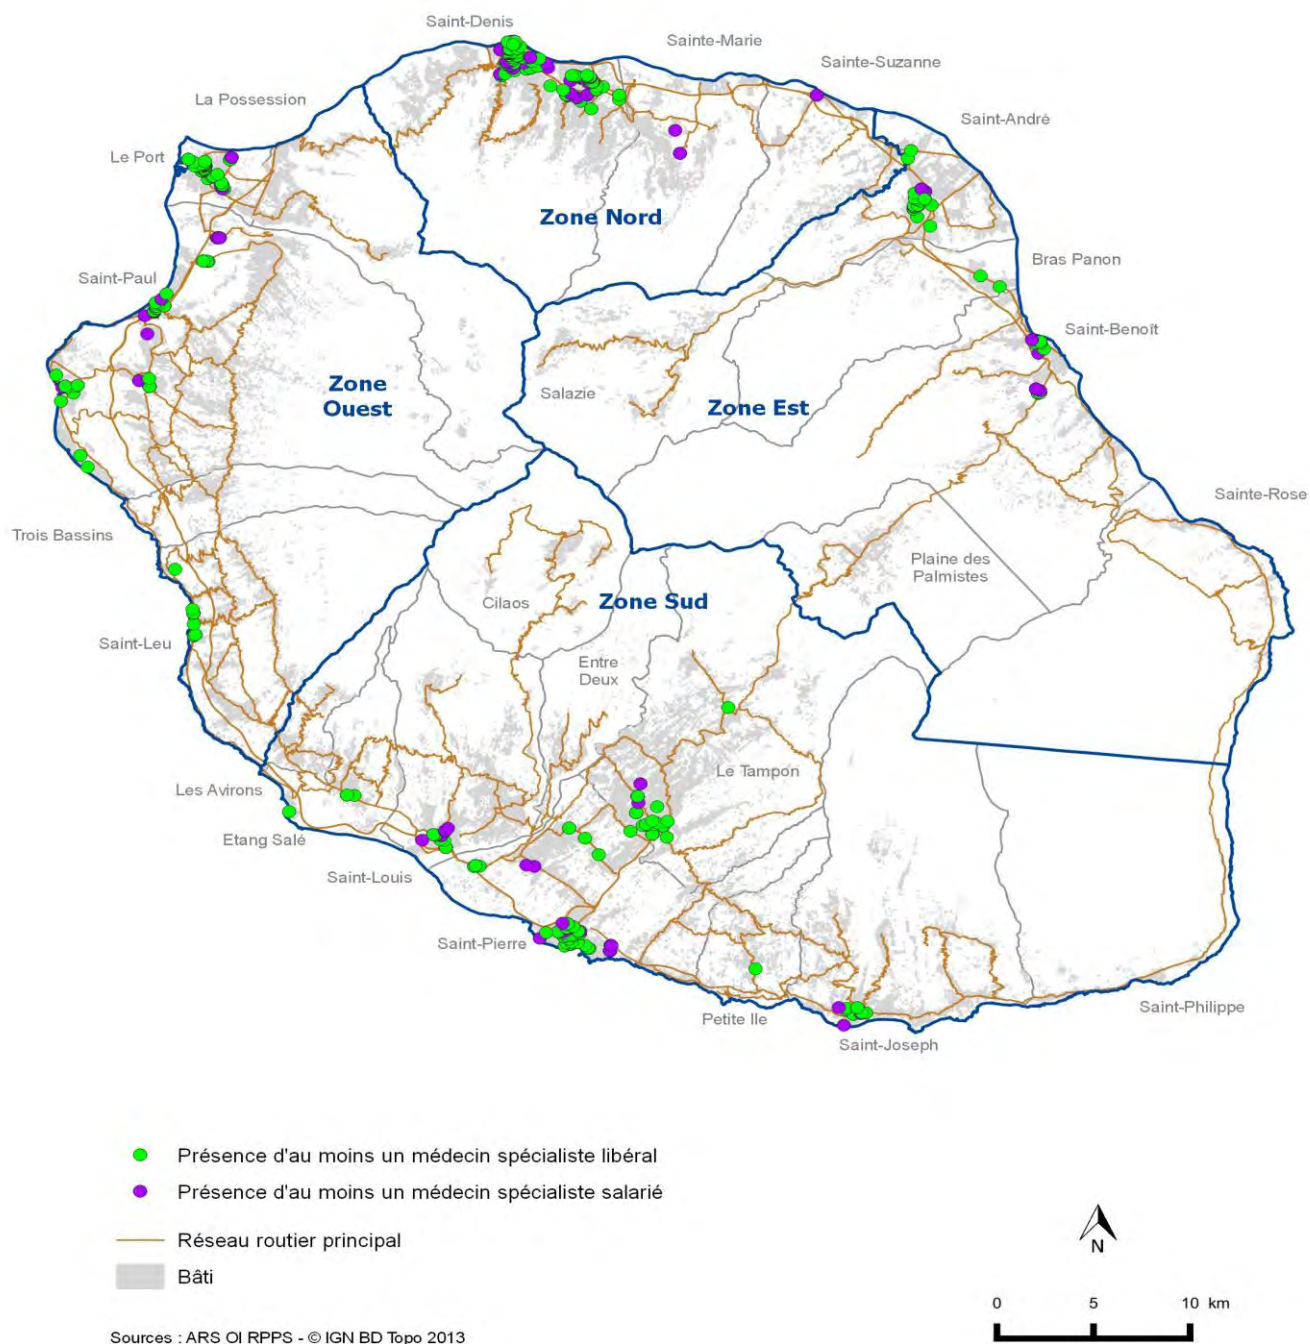 Saint-Denis
Sainte-Marie
Sainte-Suzanne
La Possession
Saint-André
Le Port
Zone Nord
Bras Panon
Saint-Paul
Saint-Benoît
Zone
Ouest
Salazie
Zone Est
Sainte-Rose
Trois Bassins
Plaine des
Palmistes
Cilaos
Zone Sud
Saint-Leu
Entre
Deux
Le Tampon
Les Avirons
Etang Salé
Saint-Louis
Saint-Pierre
Petite Ile
Saint-Philippe
Saint-Joseph
Présence d'au moins un médecin spécialiste libéral
Présence d'au moins un médecin spécialiste salarié
Réseau routier principal
Bâti
N
0 5 10 km
Sources : ARS OI RPPS - © IGN BD Topo 2013